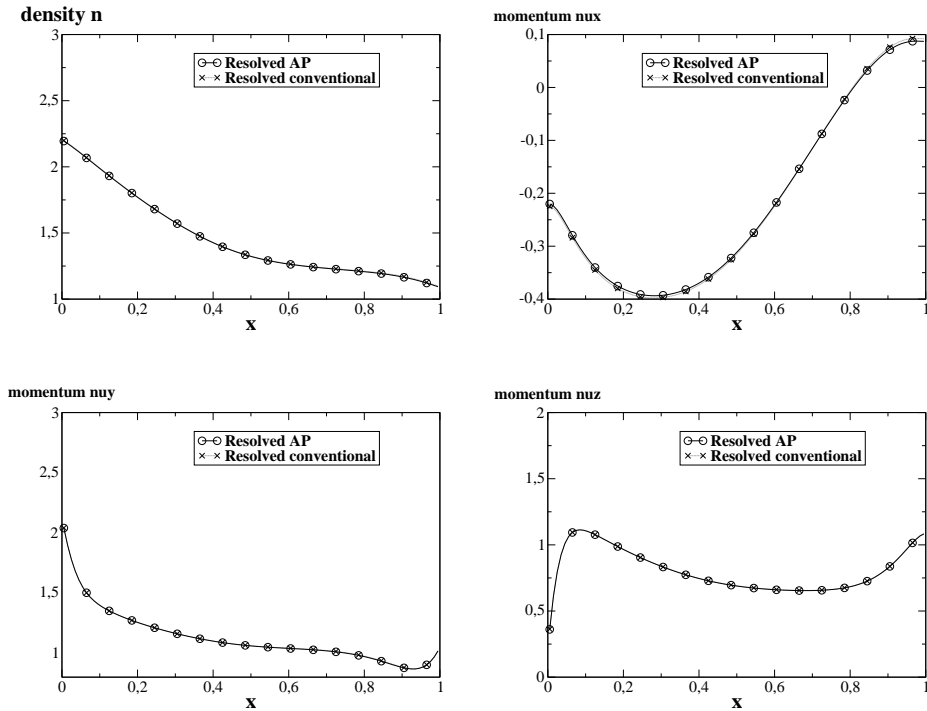 density n
3
2,5
2
1,5
1
0
0,2
0,4
0,6
0,8
1
x
Resolved AP
Resolved conventional
momentum nux
0,1
0
-0,1
-0,2
-0,3
-0,4
0
0,2
0,4
0,6
0,8
1
x
Resolved AP
Resolved conventional
momentum nuy
3
2,5
2
1,5
1
0
0,2
0,4
0,6
0,8
1
x
Resolved AP
Resolved conventional
momentum nuz
2
1,5
1
0,5
0
0
0,2
0,4
0,6
0,8
1
x
Resolved AP
Resolved conventional